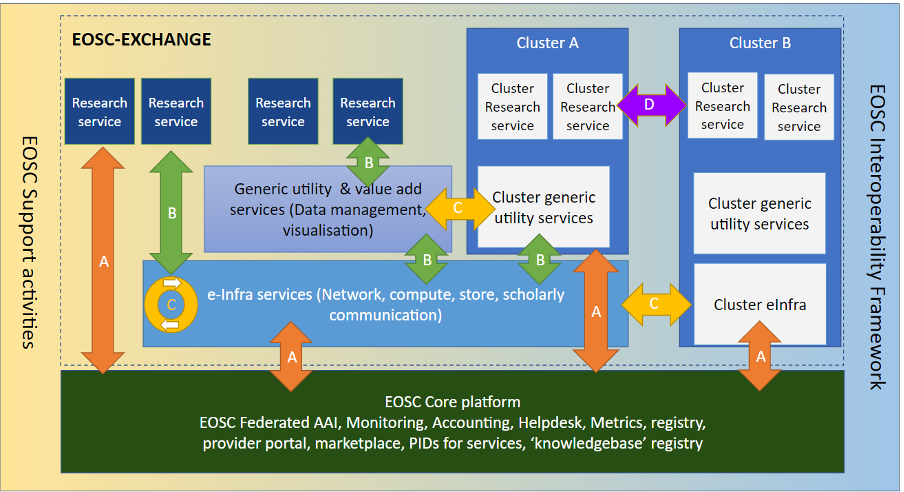 EOSC-EXCHANGE
Cluster A
Cluster B
Research
service
Research
service
Research
service
Research
service
Cluster
Research
service
Cluster
Research
service
D
Cluster
Research
service
Cluster
Research
service
EOSC Support activities
EOSC Interoperability Framework
B
Generic utility & value add
services (Data management,
visualisation)
C
Cluster generic
utility services
Cluster generic
utility services
B
A
B
B
C
e-Infra services (Network, compute, store, scholarly
communication)
C
Cluster eInfra
A
A
A
EOSC Core platform
EOSC Federated AAI, Monitoring, Accounting, Helpdesk, Metrics, registry,
provider portal, marketplace, PIDs for services, ‘knowledgebase’ registry